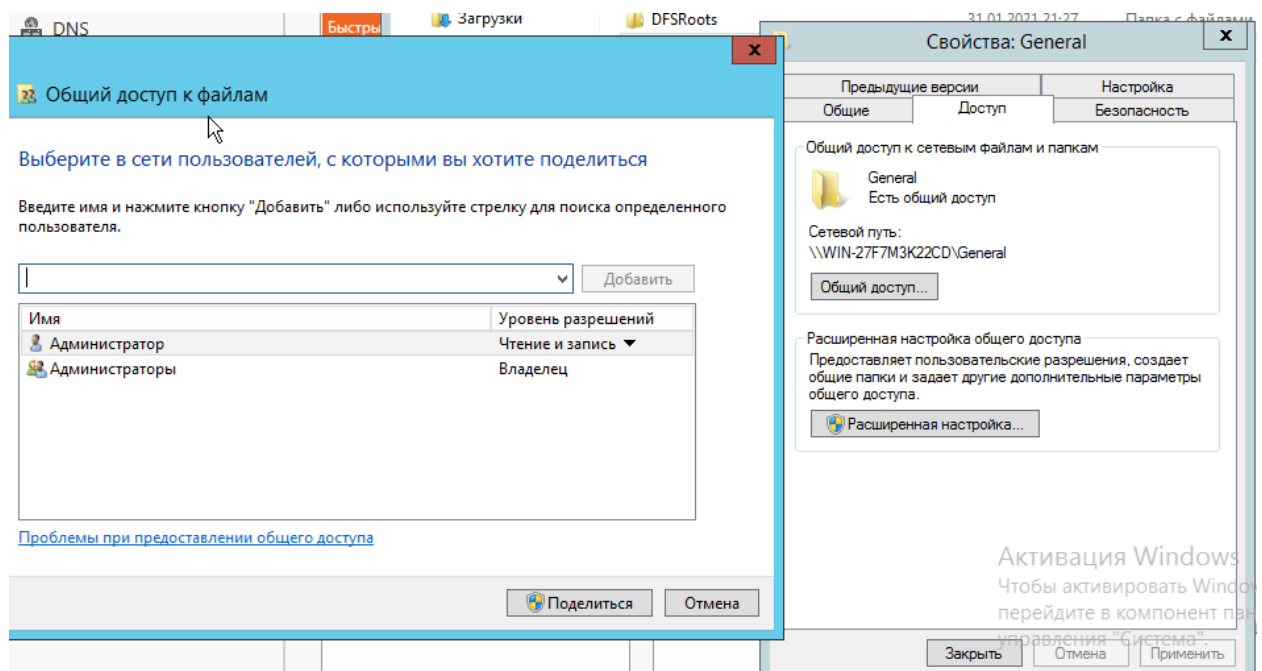 DNS
Быстры
Загрузки
DFSRoots
31.01.2021 21:27
Папка с файлами
x
Общий доступ к файлам
Выберите в сети пользователей, с которыми вы хотите поделиться
Введите имя и нажмите кнопку "Добавить" либо используйте стрелку для поиска определенного
пользователя.
Добавить
Имя
Уровень разрешений
Администратор
Чтение и запись
Администраторы
Владелец
Проблемы при предоставлении общего доступа
Поделиться
Отмена
Свойства: General
x
Предыдущие версии
Настройка
Общие
Доступ
Безопасность
Общий доступ к сетевым файлам и папкам
General
Есть общий доступ
Сетевой путь:
\\WIN-27F7M3K22CD\General
Общий доступ...
Расширенная настройка общего доступа
Предоставляет пользовательские разрешения, создает
общие папки и задает другие дополнительные параметры
общего доступа.
Расширенная настройка...
Активация Windows
Чтобы активировать Windo
перейдите в компонент пан
управления "Система".
Закрыть
Отмена
Применить